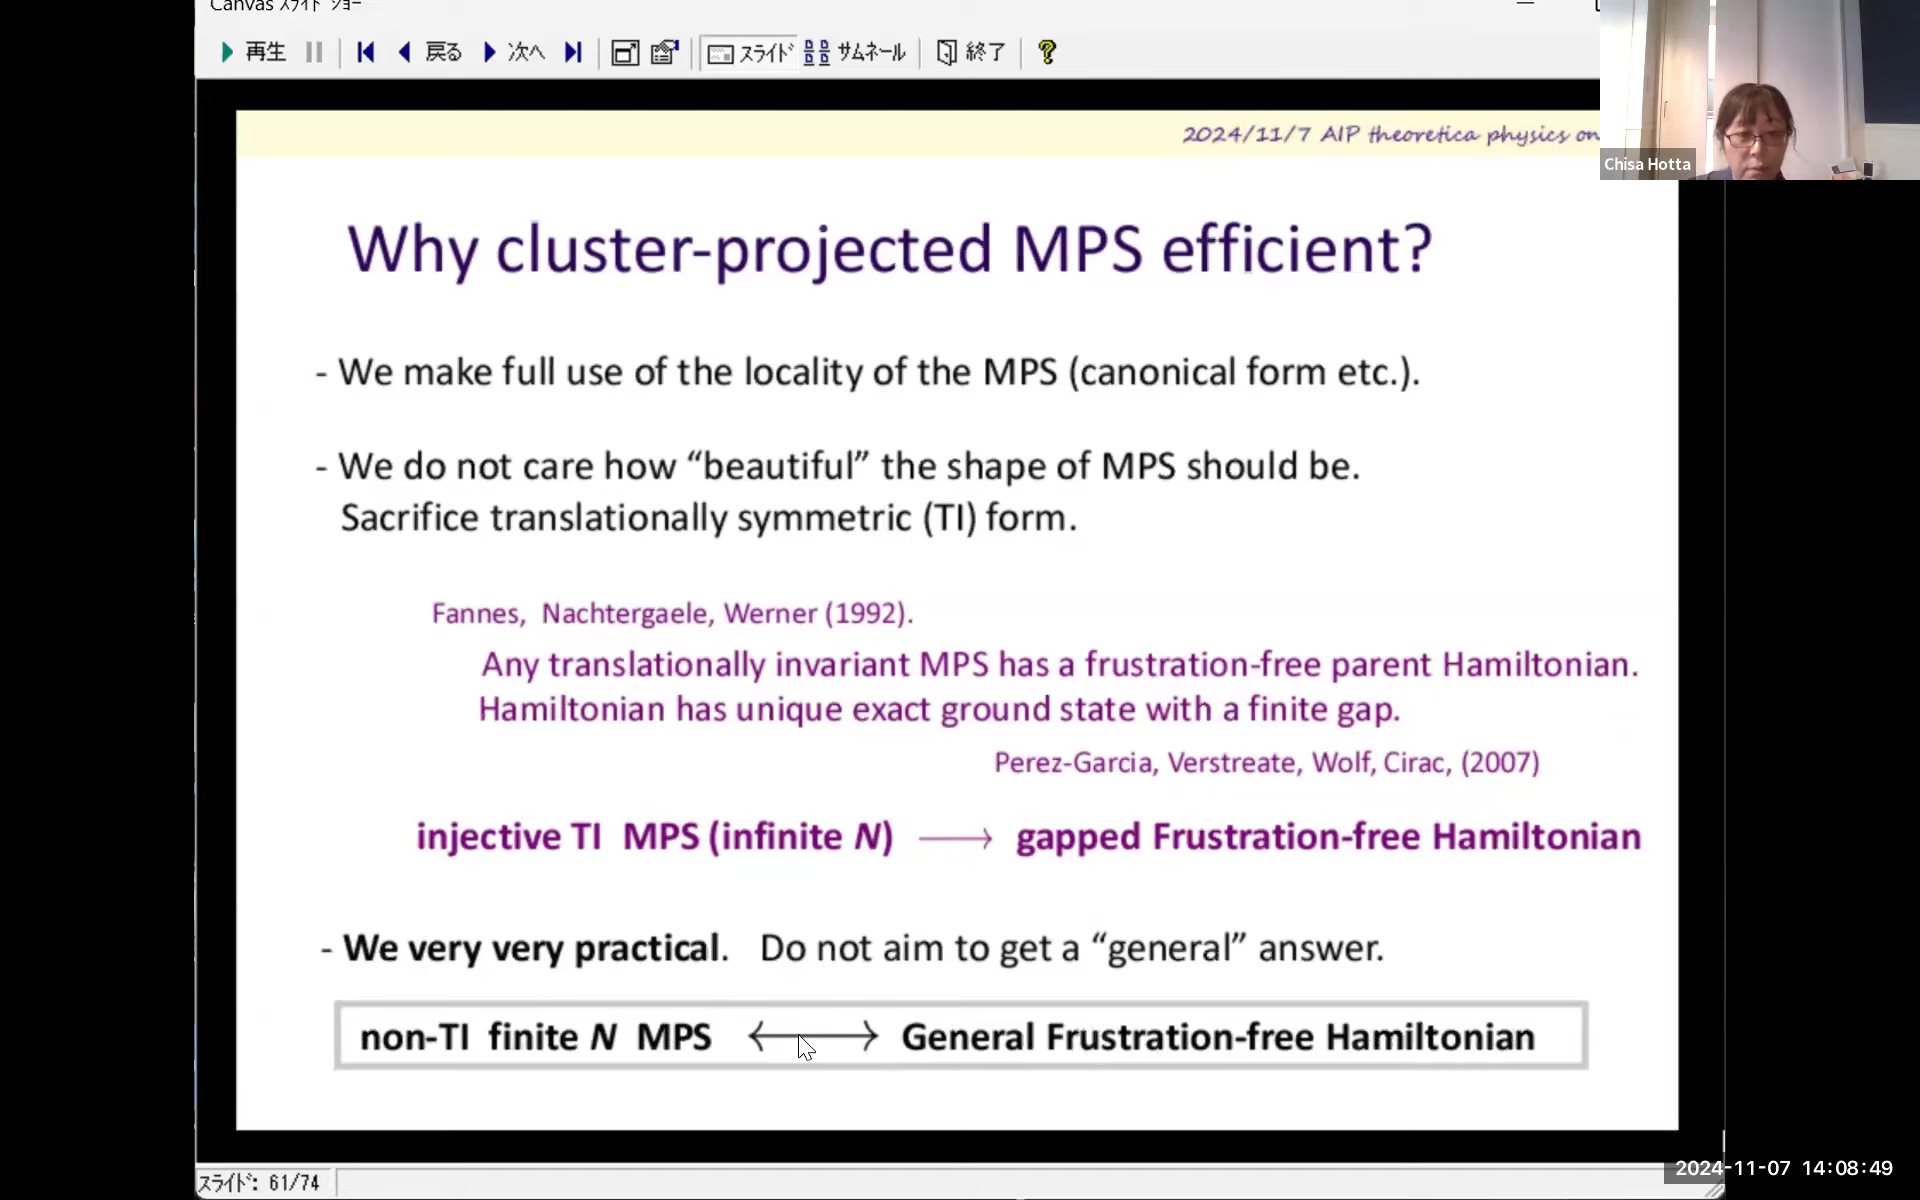 Canvas スライド ショー
再生 戻る 次へ スライド サムネール 終了 ?
2024/11/7 AIP theoretica physics on
Chisa Hotta
Why cluster-projected MPS efficient?
- We make full use of the locality of the MPS (canonical form etc.).
- We do not care how “beautiful” the shape of MPS should be.
Sacrifice translationally symmetric (TI) form.
Fannes, Nachtergaele, Werner (1992).
Any translationally invariant MPS has a frustration-free parent Hamiltonian.
Hamiltonian has unique exact ground state with a finite gap.
Perez-Garcia, Verstreate, Wolf, Cirac, (2007)
injective TI MPS (infinite N) ⟶ gapped Frustration-free Hamiltonian
- We very very practical. Do not aim to get a “general” answer.
non-TI finite N MPS ⟷ General Frustration-free Hamiltonian
スライド: 61/74
2024-11-07 14:08:49